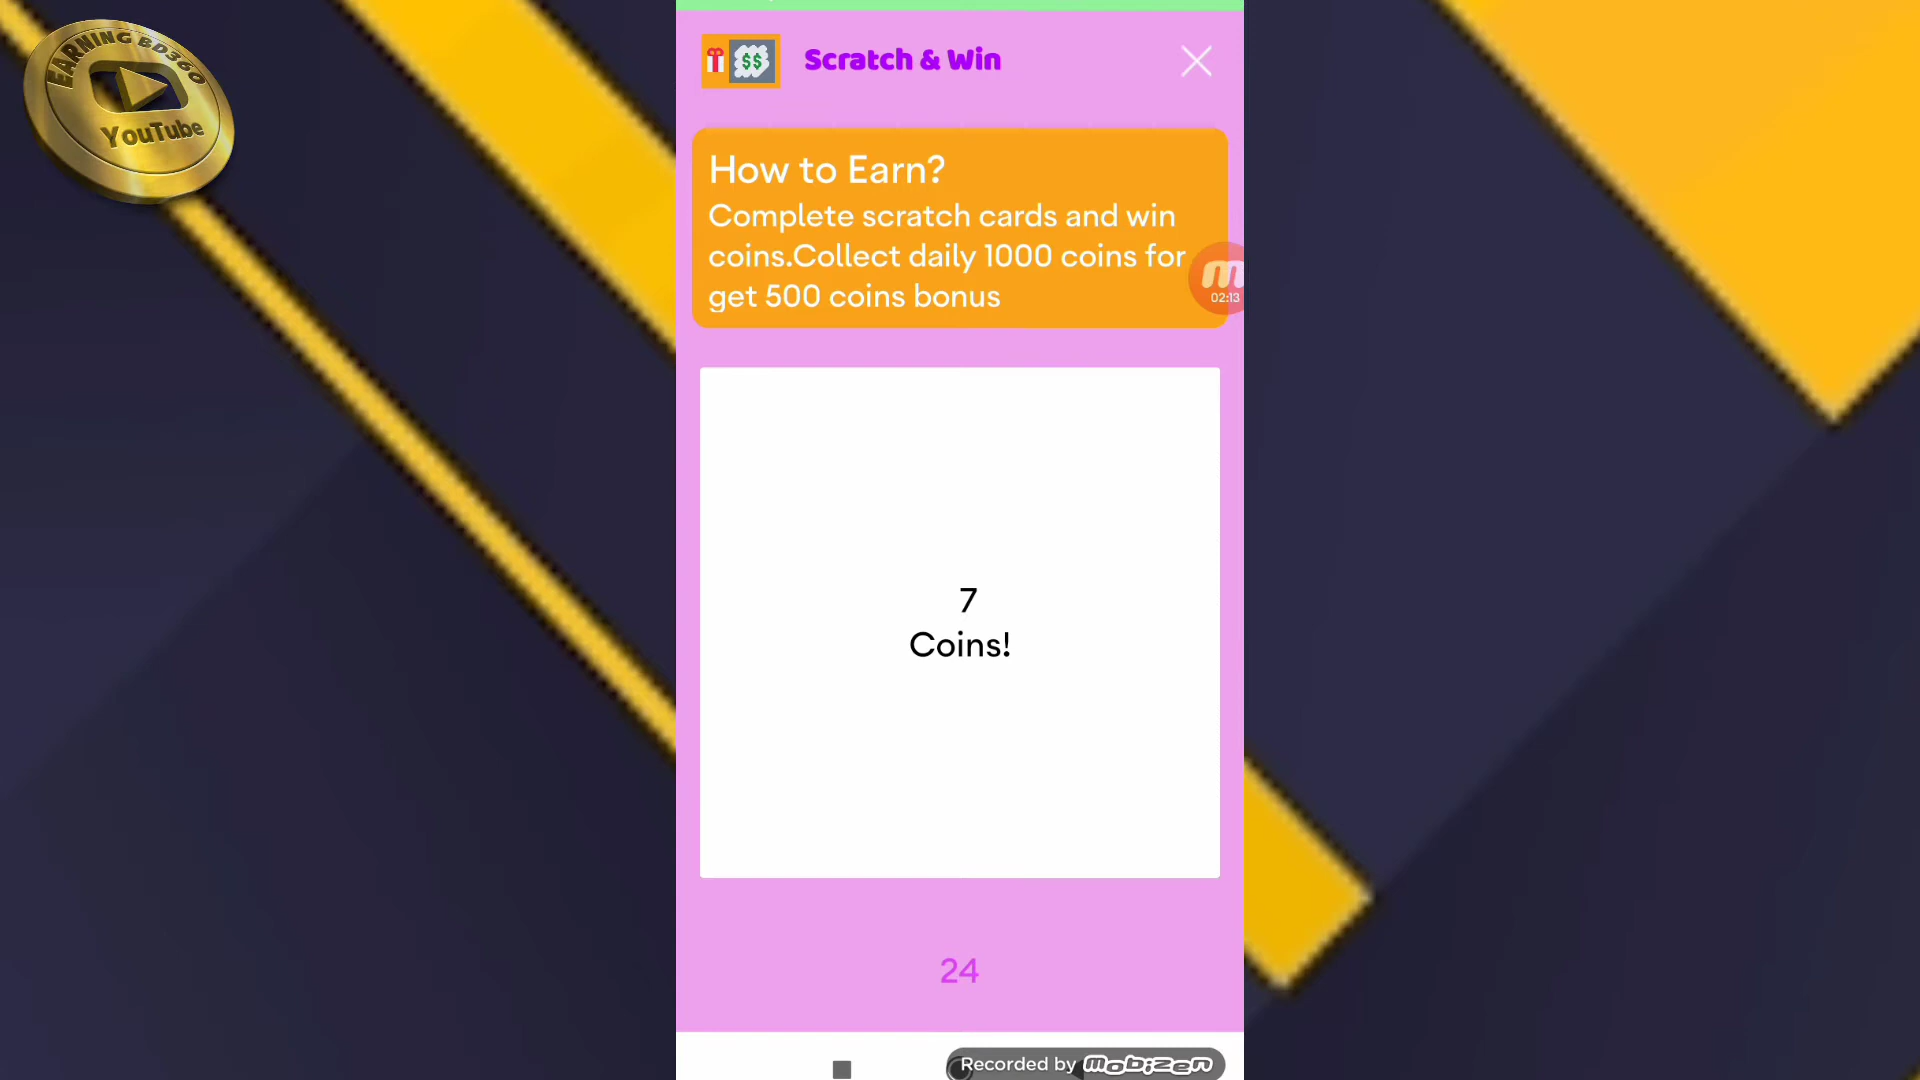 EARNING BD360
YouTube
$$
Scratch & Win
How to Earn?
Complete scratch cards and win
coins.Collect daily 1000 coins for
get 500 coins bonus
m
02:13
7
Coins!
24
Recorded by mobizen